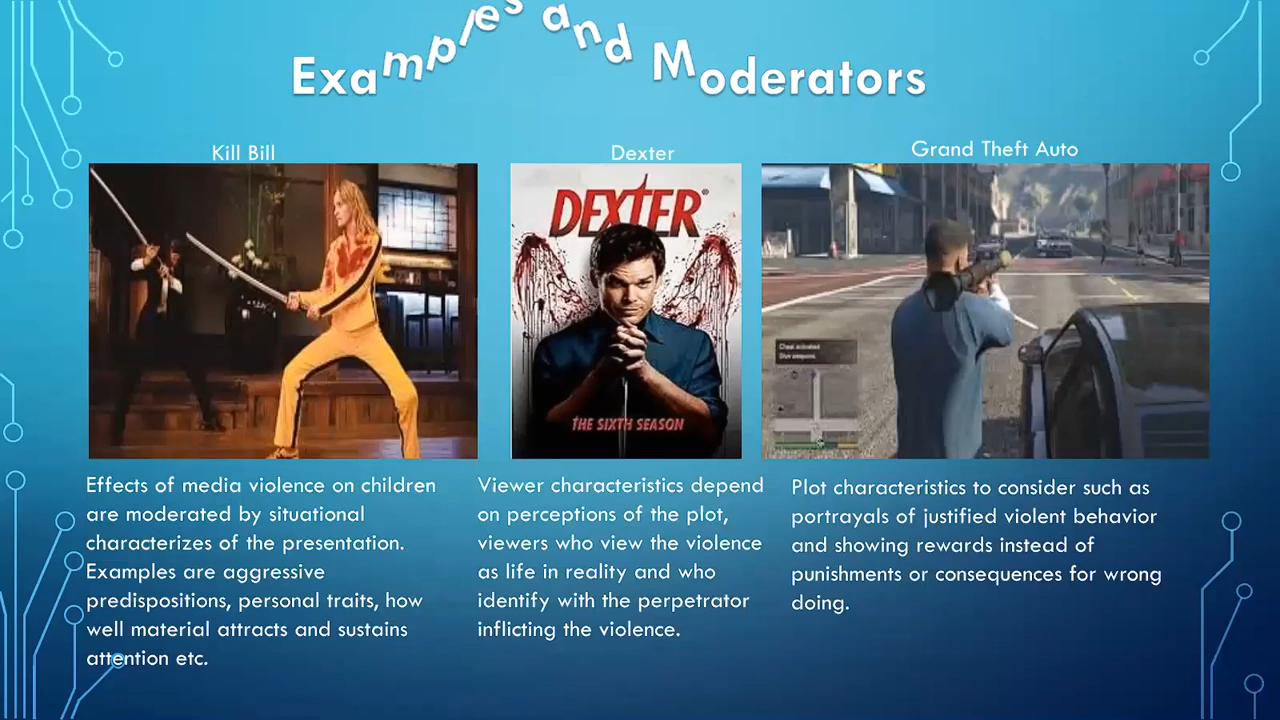 Examples and Moderators
Kill Bill
Dexter
Grand Theft Auto
DEXTER®
THE SIXTH SEASON
Cheat activated:
Give weapons.
Effects of media violence on children
are moderated by situational
characterizes of the presentation.
Examples are aggressive
predispositions, personal traits, how
well material attracts and sustains
attention etc.
Viewer characteristics depend
on perceptions of the plot,
viewers who view the violence
as life in reality and who
identify with the perpetrator
inflicting the violence.
Plot characteristics to consider such as
portrayals of justified violent behavior
and showing rewards instead of
punishments or consequences for wrong
doing.